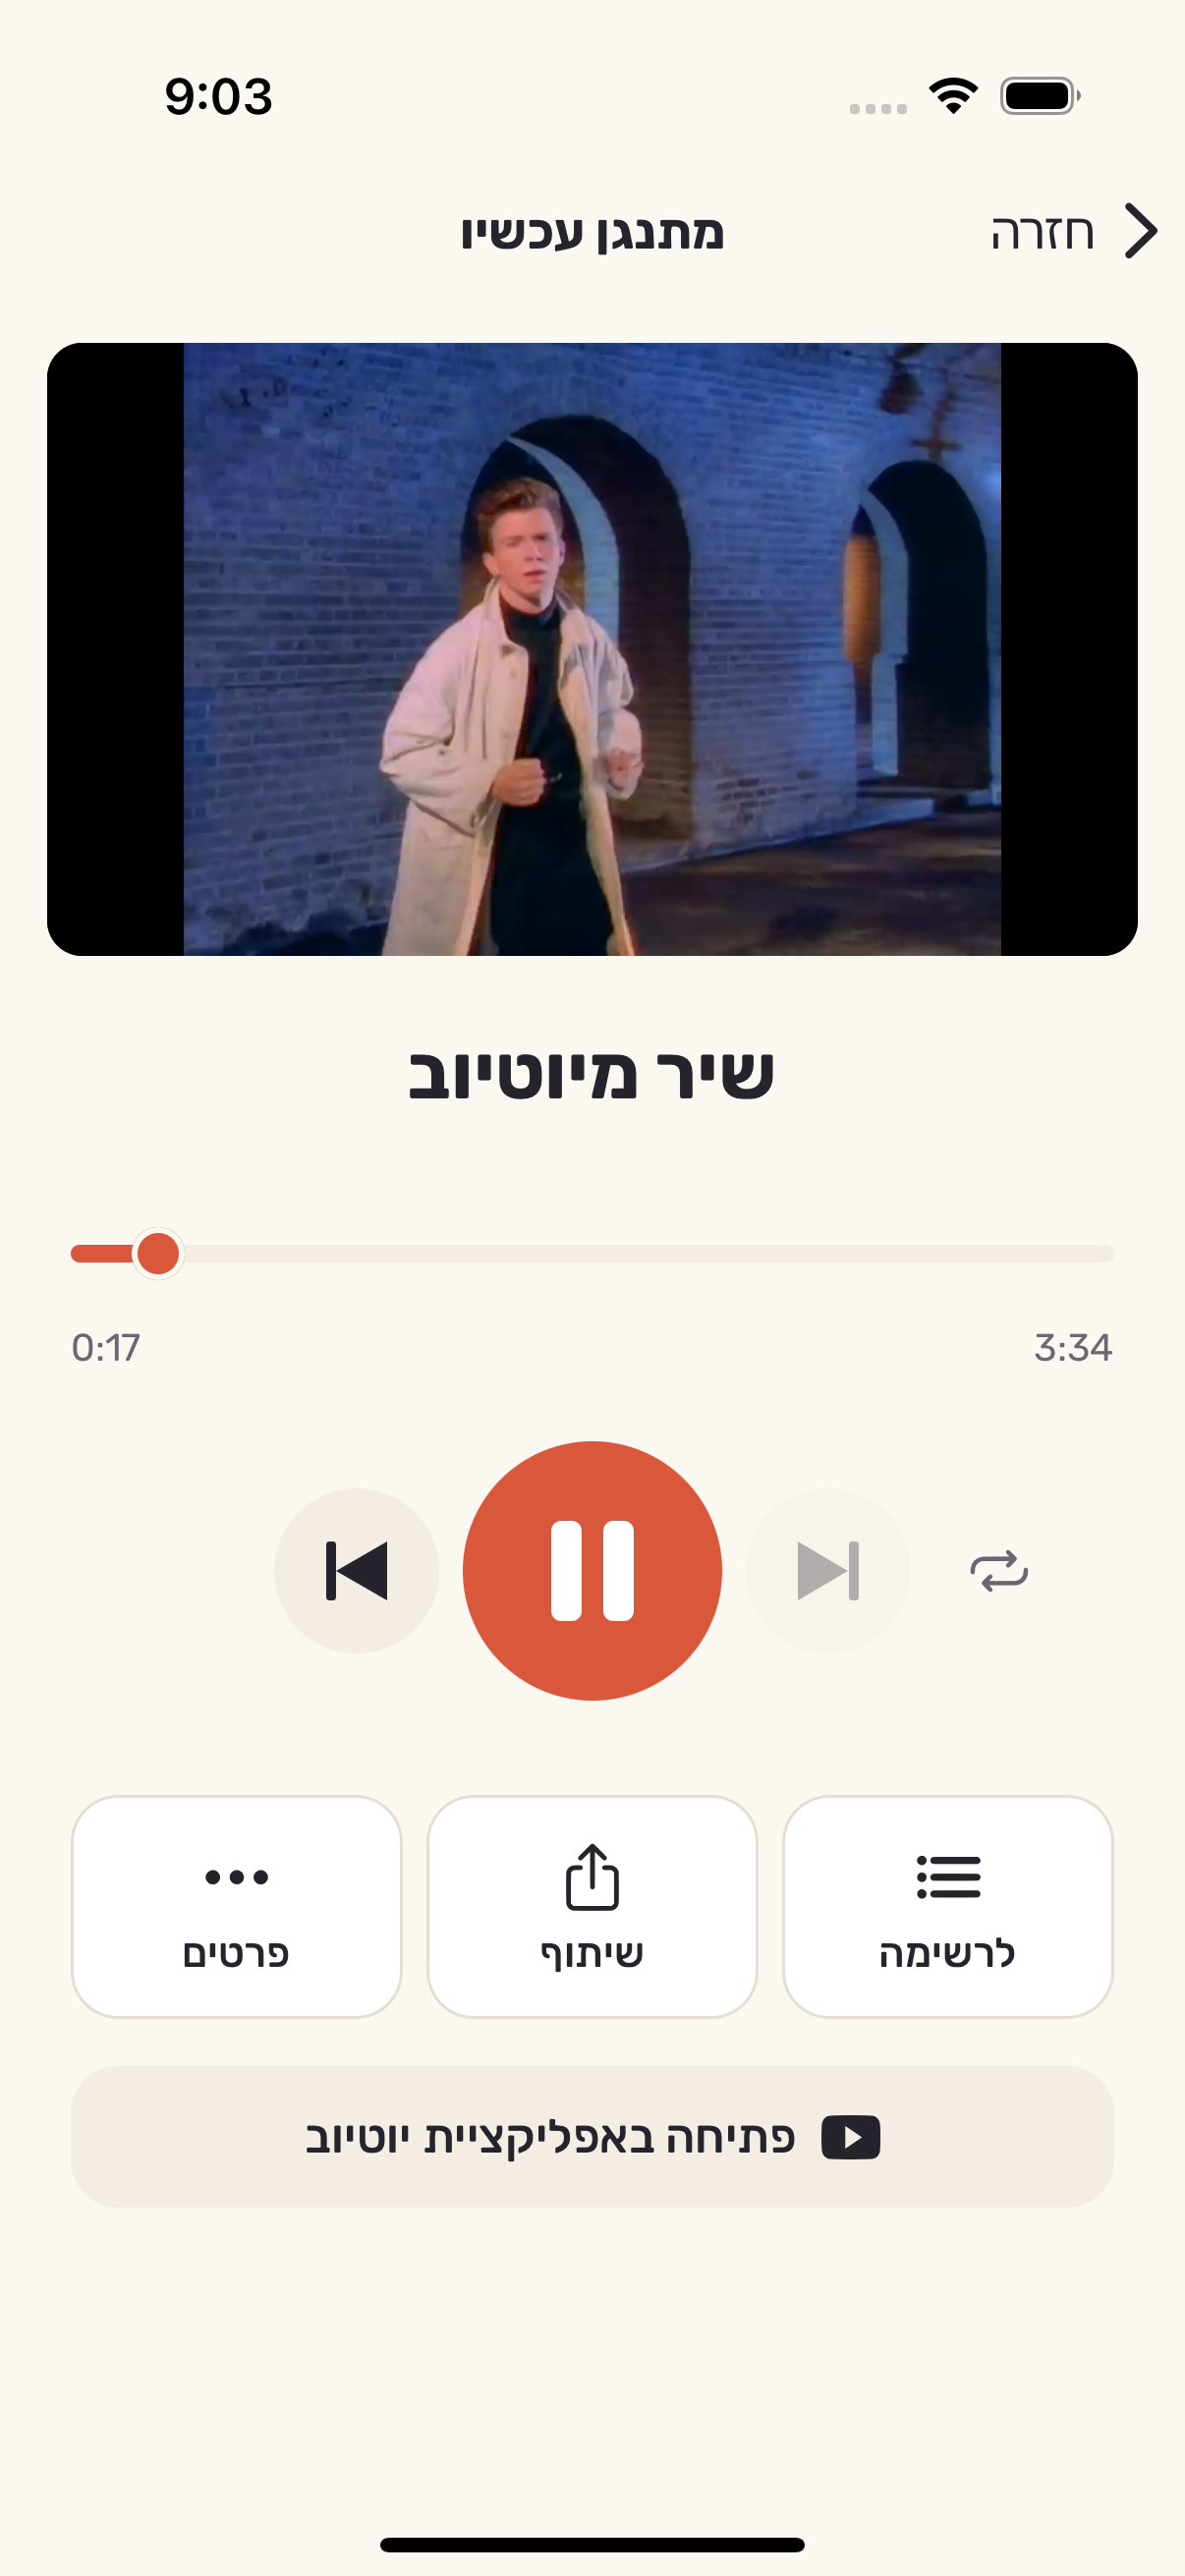 9:03
חזרה
מתנגן עכשיו
שיר מיוטיוב
0:17
3:34
לרשימה
שיתוף
פרטים
פתיחה באפליקציית יוטיוב